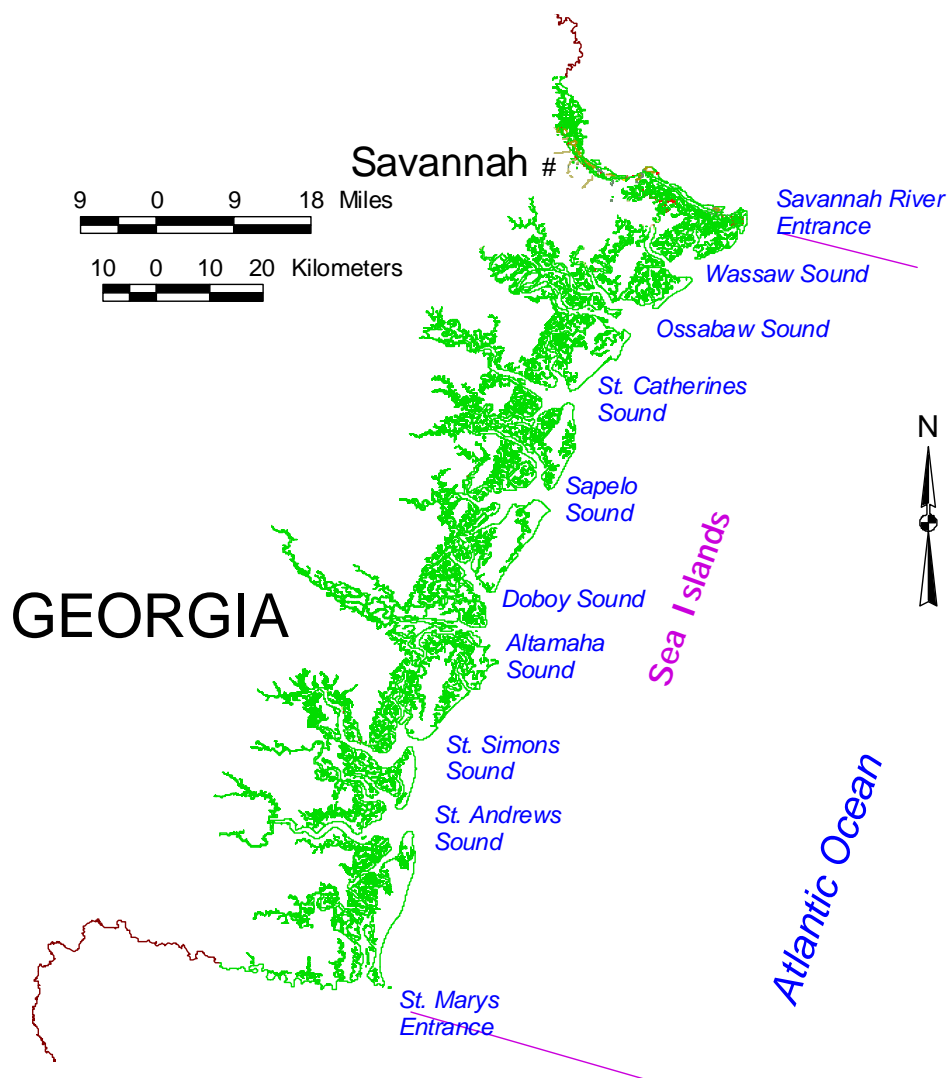 Savannah #
9 0 9 18 Miles
10 0 10 20 Kilometers
Savannah River
Entrance
Wassaw Sound
Ossabaw Sound
St. Catherines
Sound
N
Sapelo
Sound
Sea Islands
GEORGIA
Doboy Sound
Altamaha
Sound
St. Simons
Sound
St. Andrews
Sound
Atlantic Ocean
St. Marys
Entrance